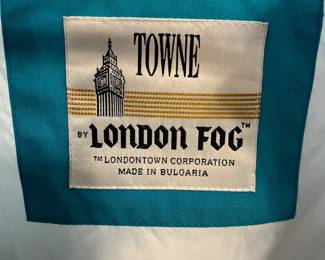 TOWNE
BY LONDON FOG™
™ LONDONTOWN CORPORATION
MADE IN BULGARIA